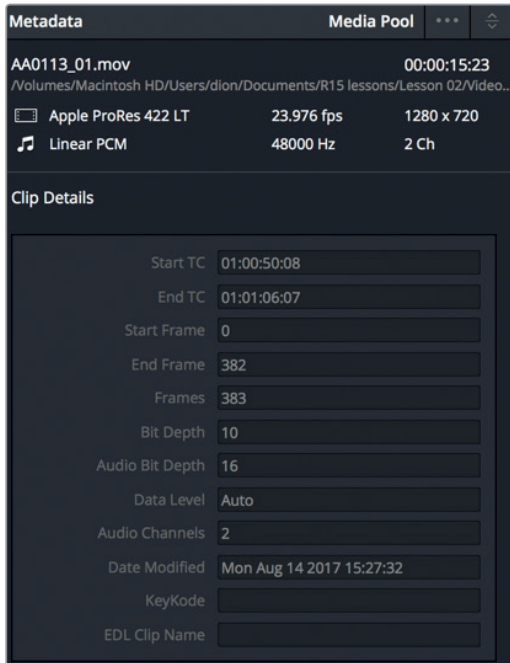 Metadata Media Pool •••
AA0113_01.mov 00:00:15:23
/Volumes/Macintosh HD/Users/dion/Documents/R15 lessons/Lesson 02/Video..
Apple ProRes 422 LT 23.976 fps 1280 x 720
Linear PCM 48000 Hz 2 Ch
Clip Details
Start TC 01:00:50:08
End TC 01:01:06:07
Start Frame 0
End Frame 382
Frames 383
Bit Depth 10
Audio Bit Depth 16
Data Level Auto
Audio Channels 2
Date Modified Mon Aug 14 2017 15:27:32
KeyKode
EDL Clip Name